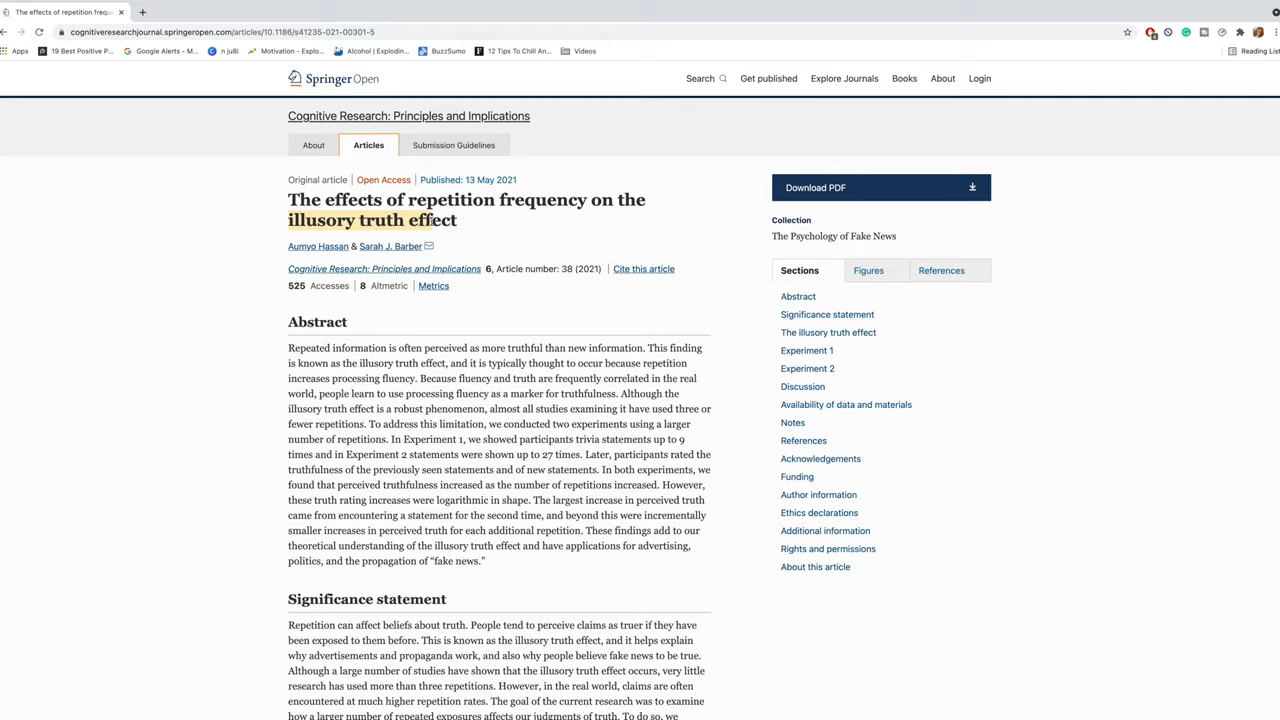 The effects of repetition frequ
cognitiveresearchjournal.springeropen.com/articles/10.1186/s41235-021-00301-5
Apps 19 Best Positive P... Google Alerts - M... n ju8i Motivation - Explo... Alcohol | Explodin... BuzzSumo 12 Tips To Chill An... Videos Reading List
Springer Open Search Get published Explore Journals Books About Login
Cognitive Research: Principles and Implications
About Articles Submission Guidelines
Original article | Open Access | Published: 13 May 2021
The effects of repetition frequency on the
illusory truth effect
Aumyo Hassan & Sarah J. Barber
Cognitive Research: Principles and Implications 6, Article number: 38 (2021) | Cite this article
525 Accesses | 8 Altmetric | Metrics
Abstract
Repeated information is often perceived as more truthful than new information. This finding
is known as the illusory truth effect, and it is typically thought to occur because repetition
increases processing fluency. Because fluency and truth are frequently correlated in the real
world, people learn to use processing fluency as a marker for truthfulness. Although the
illusory truth effect is a robust phenomenon, almost all studies examining it have used three or
fewer repetitions. To address this limitation, we conducted two experiments using a larger
number of repetitions. In Experiment 1, we showed participants trivia statements up to 9
times and in Experiment 2 statements were shown up to 27 times. Later, participants rated the
truthfulness of the previously seen statements and of new statements. In both experiments, we
found that perceived truthfulness increased as the number of repetitions increased. However,
these truth rating increases were logarithmic in shape. The largest increase in perceived truth
came from encountering a statement for the second time, and beyond this were incrementally
smaller increases in perceived truth for each additional repetition. These findings add to our
theoretical understanding of the illusory truth effect and have applications for advertising,
politics, and the propagation of “fake news.”
Significance statement
Repetition can affect beliefs about truth. People tend to perceive claims as truer if they have
been exposed to them before. This is known as the illusory truth effect, and it helps explain
why advertisements and propaganda work, and also why people believe fake news to be true.
Although a large number of studies have shown that the illusory truth effect occurs, very little
research has used more than three repetitions. However, in the real world, claims are often
encountered at much higher repetition rates. The goal of the current research was to examine
how a larger number of repeated exposures affects our judgments of truth. To do so, we
Download PDF
Collection
The Psychology of Fake News
Sections Figures References
Abstract
Significance statement
The illusory truth effect
Experiment 1
Experiment 2
Discussion
Availability of data and materials
Notes
References
Acknowledgements
Funding
Author information
Ethics declarations
Additional information
Rights and permissions
About this article